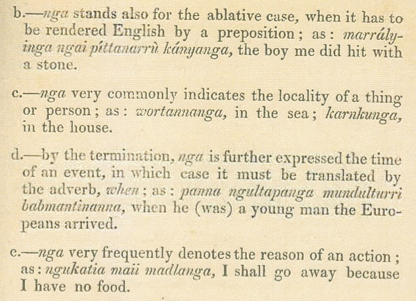 b.—nga stands also for the ablative case, when it has to
be rendered English by a preposition; as: marrály-
inga ngai píttanarrù kányanga, the boy me did hit with
a stone.
c.—nga very commonly indicates the locality of a thing
or person; as: wortannanga, in the sea; karnkunga,
in the house.
d.—by the termination, nga is further expressed the time
of an event, in which case it must be translated by
the adverb, when; as: panna ngultapanga mundulturri
babmantinanna, when he (was) a young man the Euro-
peans arrived.
e.—nga very frequently denotes the reason of an action;
as: ngukatia maii madlanga, I shall go away because
I have no food.